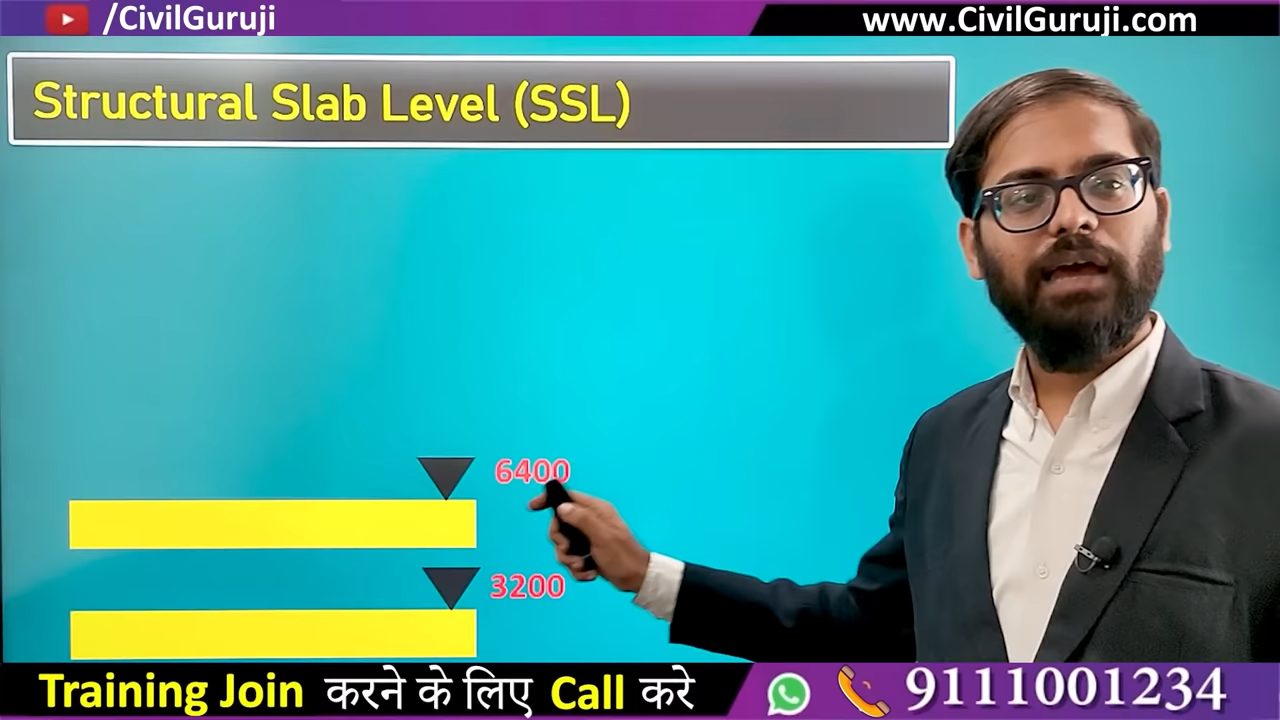 /CivilGuruji
www.CivilGuruji.com
Structural Slab Level (SSL)
6400
3200
Training Join करने के लिए Call करे
9111001234